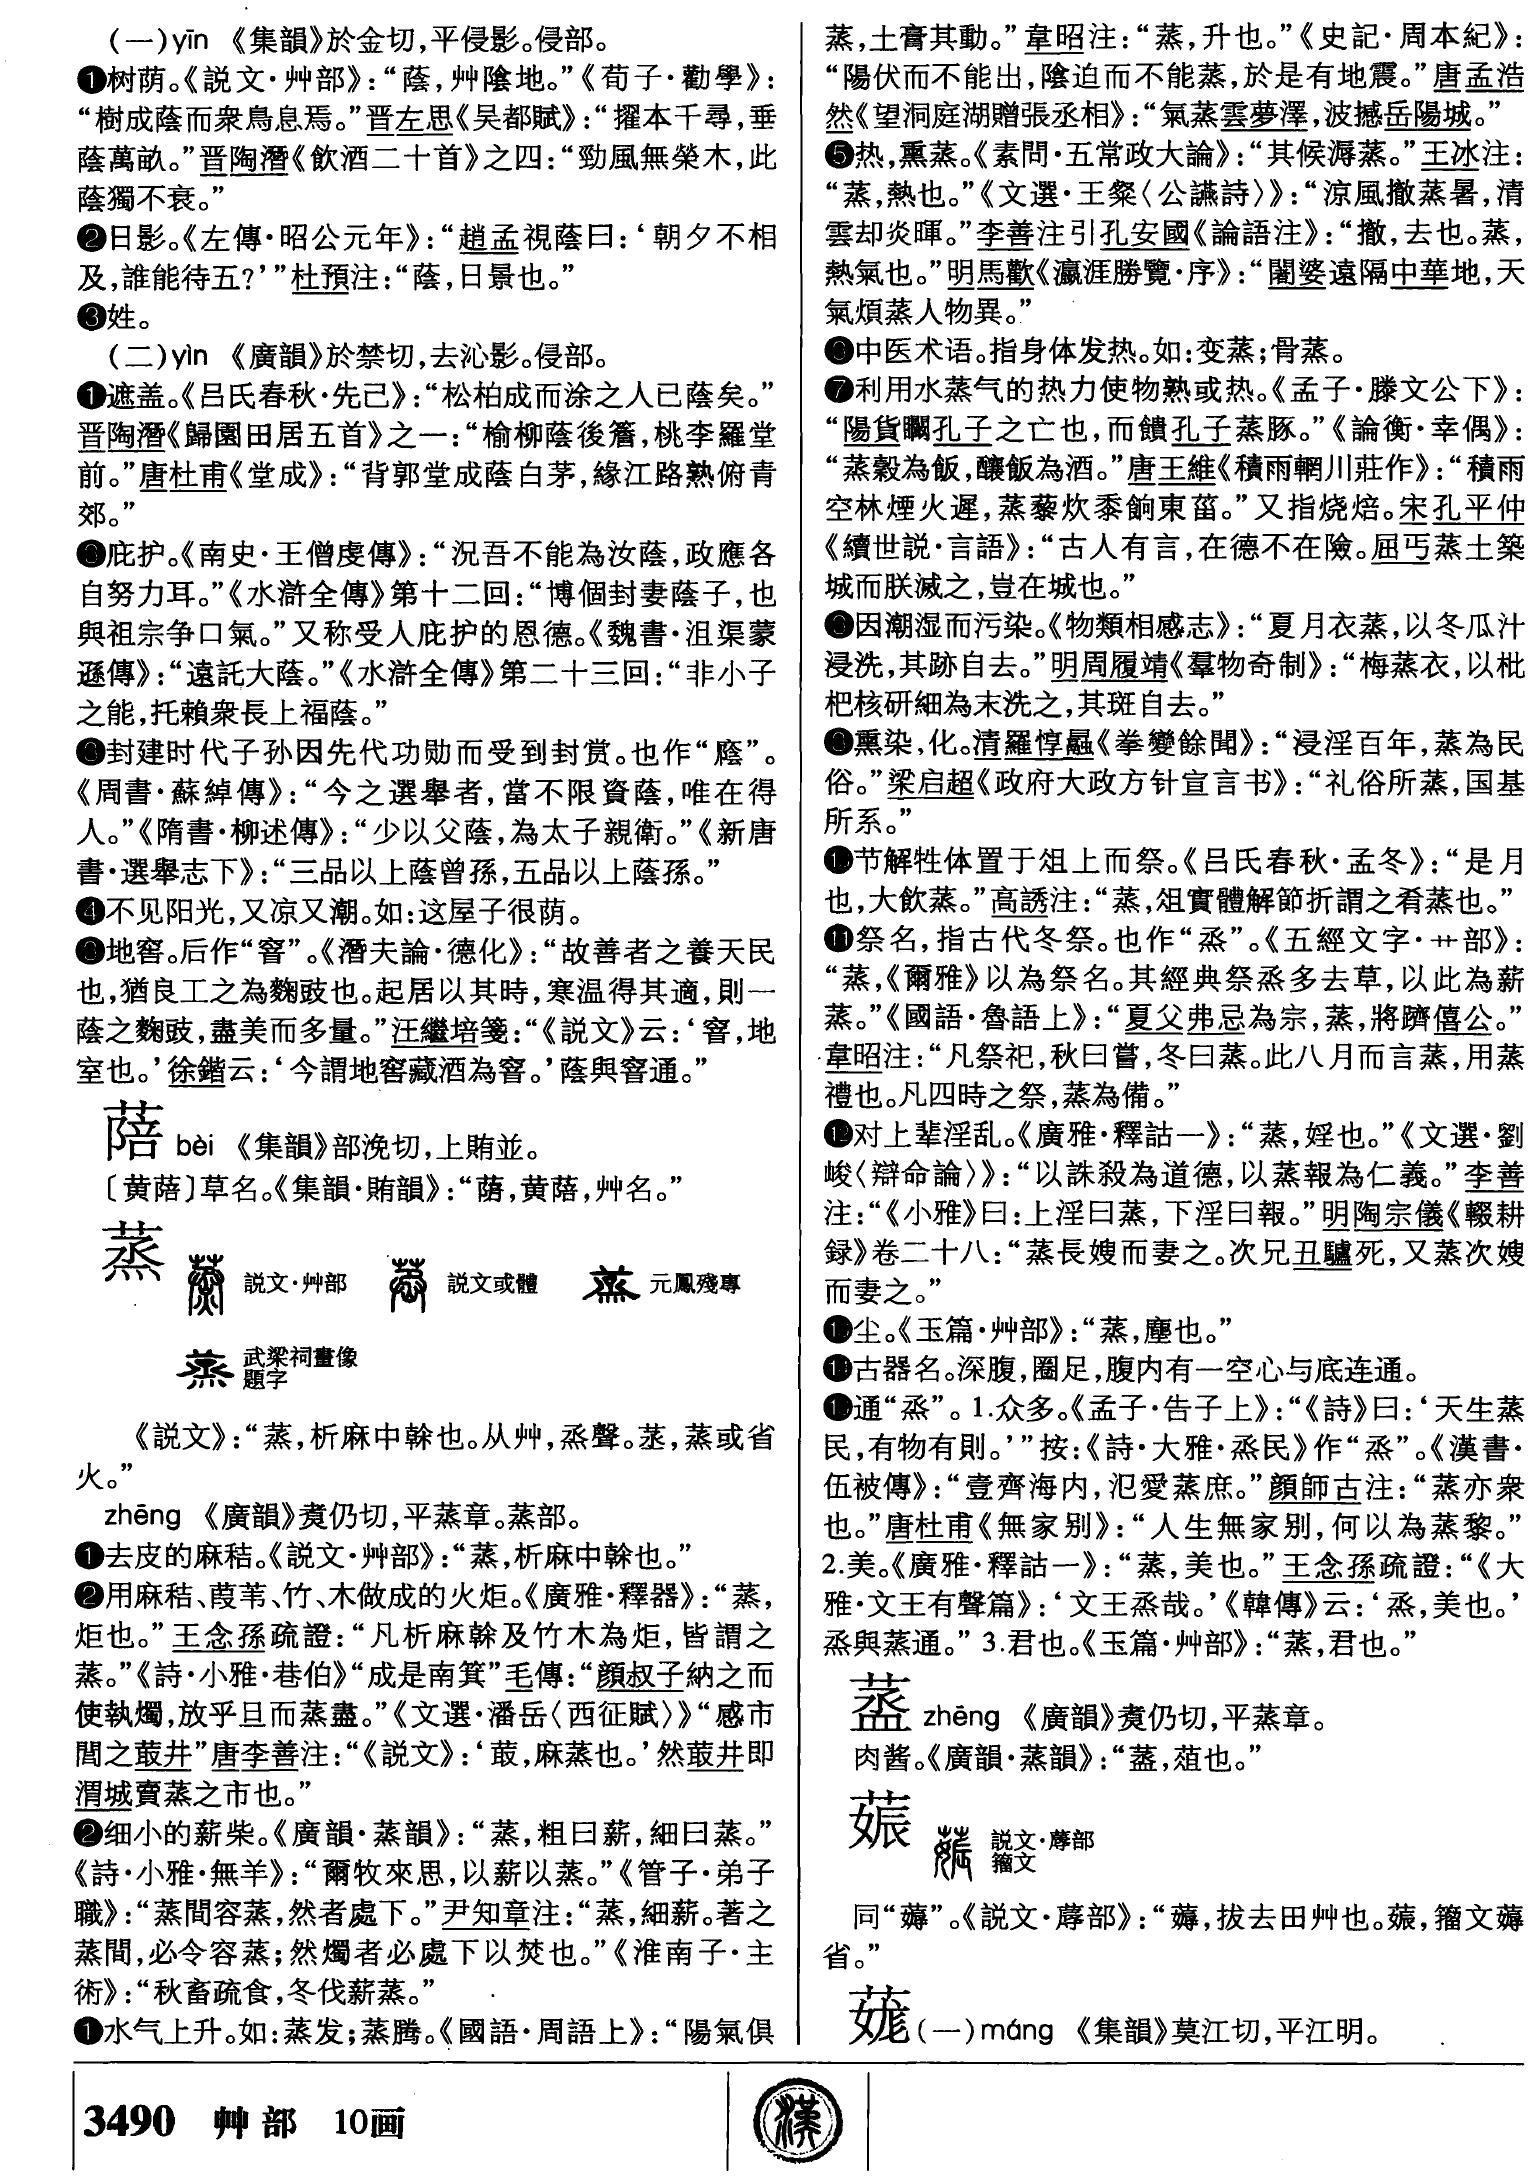 (一)yīn 《集韻》於金切,平侵影。侵部。
❶树荫。《説文·艸部》:“蔭,艸陰地。”《荀子·勸學》:
“樹成蔭而衆鳥息焉。”晋左思《吴都賦》:“擢本千尋,垂
蔭萬畝。”晋陶潛《飲酒二十首》之四:“勁風無榮木,此
蔭獨不衰。”
❷日影。《左傳·昭公元年》:“趙孟視蔭曰:‘朝夕不相
及,誰能待五?’”杜預注:“蔭,日景也。”
❸姓。
(二)yìn 《廣韻》於禁切,去沁影。侵部。
❶遮盖。《吕氏春秋·先己》:“松柏成而涂之人已蔭矣。”
晋陶潛《歸園田居五首》之一:“榆柳蔭後簷,桃李羅堂
前。”唐杜甫《堂成》:“背郭堂成蔭白茅,緣江路熟俯青
郊。”
❸庇护。《南史·王僧虔傳》:“況吾不能為汝蔭,政應各
自努力耳。”《水滸全傳》第十二回:“博個封妻蔭子,也
與祖宗争口氣。”又称受人庇护的恩德。《魏書·沮渠蒙
遜傳》:“遠託大蔭。”《水滸全傳》第二十三回:“非小子
之能,托賴衆長上福蔭。”
❸封建时代子孙因先代功勋而受到封赏。也作“廕”。
《周書·蘇綽傳》:“今之選舉者,當不限資蔭,唯在得
人。”《隋書·柳述傳》:“少以父蔭,為太子親衛。”《新唐
書·選舉志下》:“三品以上蔭曾孫,五品以上蔭孫。”
❹不见阳光,又凉又潮。如:这屋子很荫。
❸地窖。后作“窨”。《潛夫論·德化》:“故善者之養天民
也,猶良工之為麴豉也。起居以其時,寒温得其適,則一
蔭之麴豉,盡美而多量。”汪繼培箋:“《説文》云:‘窨,地
室也。’徐鍇云:‘今謂地窖藏酒為窨。’蔭與窨通。”
䔒 bèi 《集韻》部浼切,上賄並。
〔黄䔒〕草名。《集韻·賄韻》:“䔒,黄䔒,艸名。”
蒸 説文·艸部 説文或體 元鳳殘專
武梁祠畫像
題字
《説文》:“蒸,析麻中榦也。从艸,烝聲。𦯶,蒸或省
火。”
zhēng 《廣韻》煑仍切,平蒸章。蒸部。
❶去皮的麻秸。《説文·艸部》:“蒸,析麻中榦也。”
❷用麻秸、葭苇、竹、木做成的火炬。《廣雅·釋器》:“蒸,
炬也。”王念孫疏證:“凡析麻榦及竹木為炬,皆謂之
蒸。”《詩·小雅·巷伯》“成是南箕”毛傳:“顔叔子納之而
使執燭,放乎旦而蒸盡。”《文選·潘岳〈西征賦〉》“感市
閭之菆井”唐李善注:“《説文》:‘菆,麻蒸也。’然菆井即
渭城賣蒸之市也。”
❷细小的薪柴。《廣韻·蒸韻》:“蒸,粗曰薪,細曰蒸。”
《詩·小雅·無羊》:“爾牧來思,以薪以蒸。”《管子·弟子
職》:“蒸間容蒸,然者處下。”尹知章注:“蒸,細薪。著之
蒸間,必令容蒸;然燭者必處下以焚也。”《淮南子·主
術》:“秋畜疏食,冬伐薪蒸。”
❶水气上升。如:蒸发;蒸腾。《國語·周語上》:“陽氣俱
蒸,土膏其動。”韋昭注:“蒸,升也。”《史記·周本紀》:
“陽伏而不能出,陰迫而不能蒸,於是有地震。”唐孟浩
然《望洞庭湖贈張丞相》:“氣蒸雲夢澤,波撼岳陽城。”
❺热,熏蒸。《素問·五常政大論》:“其候溽蒸。”王冰注:
“蒸,熱也。”《文選·王粲〈公讌詩〉》:“涼風撤蒸暑,清
雲却炎暉。”李善注引孔安國《論語注》:“撤,去也。蒸,
熱氣也。”明馬歡《瀛涯勝覽·序》:“闍婆遠隔中華地,天
氣煩蒸人物異。”
❸中医术语。指身体发热。如:变蒸;骨蒸。
❼利用水蒸气的热力使物熟或热。《孟子·滕文公下》:
“陽貨矙孔子之亡也,而饋孔子蒸豚。”《論衡·幸偶》:
“蒸穀為飯,釀飯為酒。”唐王維《積雨輞川莊作》:“積雨
空林煙火遲,蒸藜炊黍餉東菑。”又指烧焙。宋孔平仲
《續世説·言語》:“古人有言,在德不在險。屈丐蒸土築
城而朕滅之,豈在城也。”
❸因潮湿而污染。《物類相感志》:“夏月衣蒸,以冬瓜汁
浸洗,其跡自去。”明周履靖《羣物奇制》:“梅蒸衣,以枇
杷核研細為末洗之,其斑自去。”
❸熏染,化。清羅惇曧《拳變餘聞》:“浸淫百年,蒸為民
俗。”梁启超《政府大政方针宣言书》:“礼俗所蒸,国基
所系。”
❿节解牲体置于俎上而祭。《吕氏春秋·孟冬》:“是月
也,大飲蒸。”高誘注:“蒸,俎實體解節折謂之肴蒸也。”
⓫祭名,指古代冬祭。也作“烝”。《五經文字·艹部》:
“蒸,《爾雅》以為祭名。其經典祭烝多去草,以此為薪
蒸。”《國語·魯語上》:“夏父弗忌為宗,蒸,將躋僖公。”
韋昭注:“凡祭祀,秋曰嘗,冬曰蒸。此八月而言蒸,用蒸
禮也。凡四時之祭,蒸為備。”
⓬对上辈淫乱。《廣雅·釋詁一》:“蒸,婬也。”《文選·劉
峻〈辯命論〉》:“以誅殺為道德,以蒸報為仁義。”李善
注:“《小雅》曰:上淫曰蒸,下淫曰報。”明陶宗儀《輟耕
録》卷二十八:“蒸長嫂而妻之。次兄丑驢死,又蒸次嫂
而妻之。”
⓭尘。《玉篇·艸部》:“蒸,塵也。”
⓮古器名。深腹,圈足,腹内有一空心与底连通。
⓯通“烝”。1.众多。《孟子·告子上》:“《詩》曰:‘天生蒸
民,有物有則。’”按:《詩·大雅·烝民》作“烝”。《漢書·
伍被傳》:“壹齊海内,氾愛蒸庶。”顔師古注:“蒸亦衆
也。”唐杜甫《無家别》:“人生無家别,何以為蒸黎。”
2.美。《廣雅·釋詁一》:“蒸,美也。”王念孫疏證:“《大
雅·文王有聲篇》:‘文王烝哉。’《韓傳》云:‘烝,美也。’
烝與蒸通。” 3.君也。《玉篇·艸部》:“蒸,君也。”
zhēng 《廣韻》煑仍切,平蒸章。
肉酱。《廣韻·蒸韻》:“,菹也。”
薅 説文·蓐部
籀文
同“薅”。《説文·蓐部》:“薅,拔去田艸也。,籀文薅
省。”
(一)máng 《集韻》莫江切,平江明。
3490 艸部 10画
漢